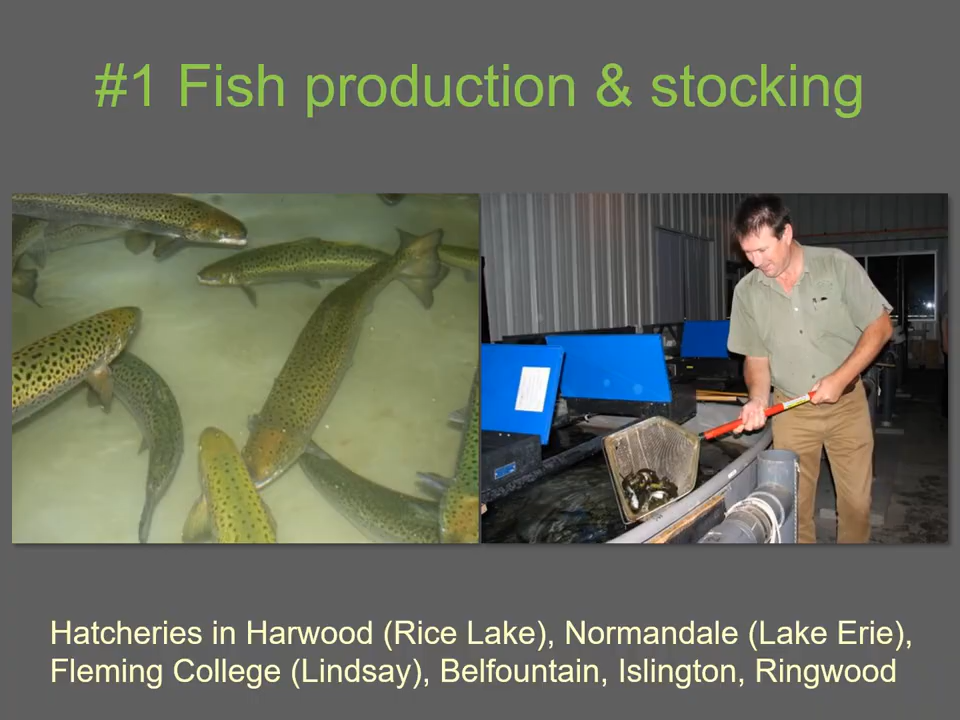 #1 Fish production & stocking
Hatcheries in Harwood (Rice Lake), Normandale (Lake Erie),
Fleming College (Lindsay), Belfountain, Islington, Ringwood